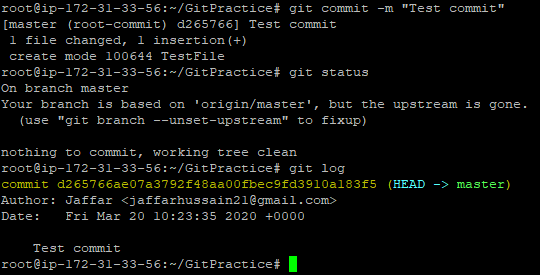 root@ip-172-31-33-56:~/GitPractice# git commit -m "Test commit"
[master (root-commit) d265766] Test commit
 1 file changed, 1 insertion(+)
 create mode 100644 TestFile
root@ip-172-31-33-56:~/GitPractice# git status
On branch master
Your branch is based on 'origin/master', but the upstream is gone.
  (use "git branch --unset-upstream" to fixup)

nothing to commit, working tree clean
root@ip-172-31-33-56:~/GitPractice# git log
commit d265766ae07a3792f48aa00fbec9fd3910a183f5 (HEAD -> master)
Author: Jaffar <jaffarhussain21@gmail.com>
Date:   Fri Mar 20 10:23:35 2020 +0000

    Test commit
root@ip-172-31-33-56:~/GitPractice#